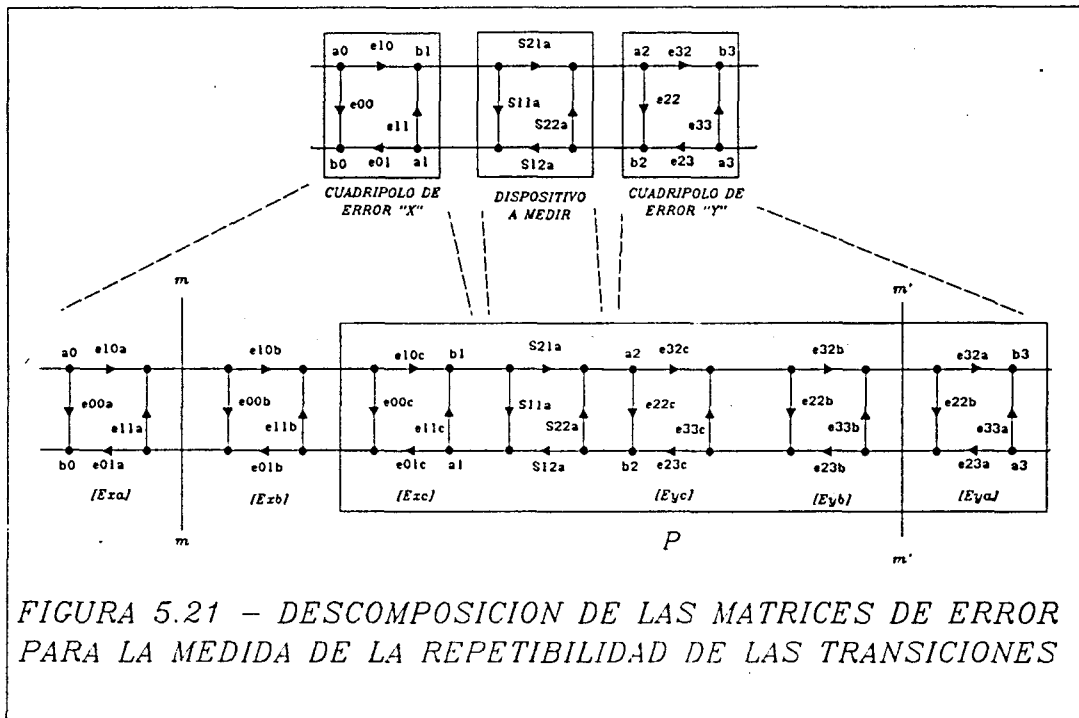 a0 e10 b1 S21a a2 e32 b3
e00 e11 S11a S22a e22 e33
b0 e01 a1 S12a b2 e23 a3
CUADRIPOLO DE
ERROR "X"
DISPOSITIVO
A MEDIR
CUADRIPOLO DE
ERROR "Y"
m m'
a0 e10a e10b e10c b1 S21a a2 e32c e32b e32a b3
e00a e11a e00b e11b e00c e11c S11a S22a e22c e33c e22b e33b e22b e33a
b0 e01a e01b e01c a1 S12a b2 e23c e23b e23a a3
[Exa] [Exb] [Exc] [Eyc] [Eyb] [Eya]
m P m'
FIGURA 5.21 – DESCOMPOSICION DE LAS MATRICES DE ERROR
PARA LA MEDIDA DE LA REPETIBILIDAD DE LAS TRANSICIONES